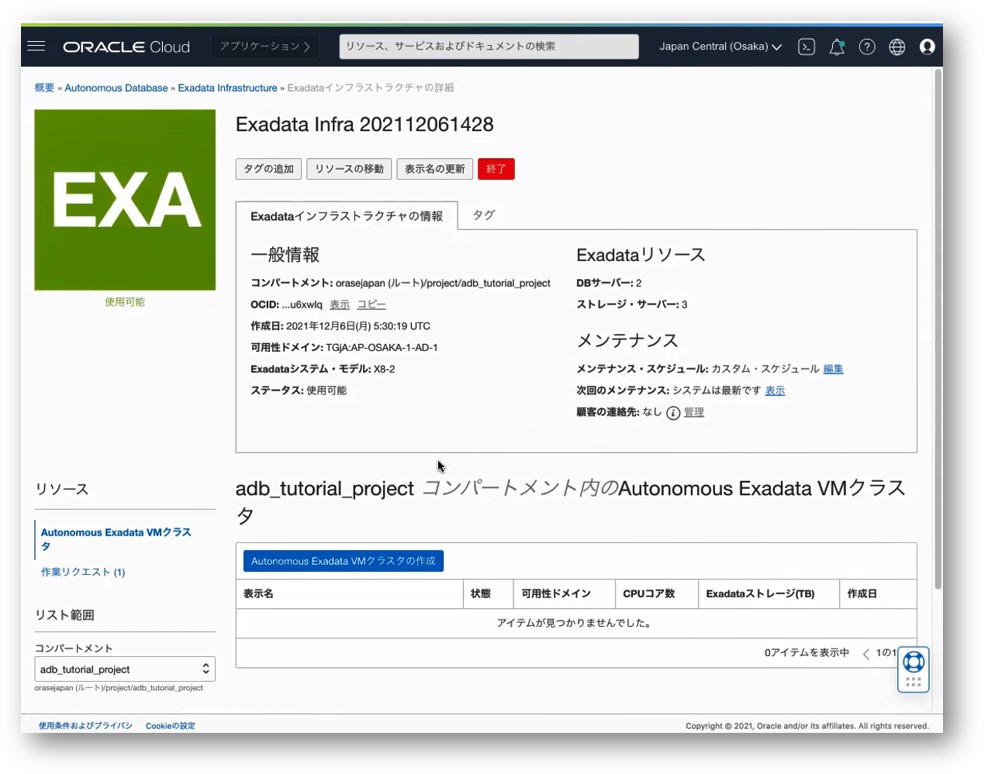 ORACLE Cloud
アプリケーション >
リソース、サービスおよびドキュメントの検索
Japan Central (Osaka)
概要 » Autonomous Database » Exadata Infrastructure » Exadataインフラストラクチャの詳細
EXA
使用可能
Exadata Infra 202112061428
タグの追加
リソースの移動
表示名の更新
終了
Exadataインフラストラクチャの情報
タグ
一般情報
コンパートメント: orasejapan (ルート)/project/adb_tutorial_project
OCID: ...u6xwlq 表示 コピー
作成日: 2021年12月6日(月) 5:30:19 UTC
可用性ドメイン: TGjA:AP-OSAKA-1-AD-1
Exadataシステム・モデル: X8-2
ステータス: 使用可能
Exadataリソース
DBサーバー: 2
ストレージ・サーバー: 3
メンテナンス
メンテナンス・スケジュール: カスタム・スケジュール 編集
次回のメンテナンス: システムは最新です 表示
顧客の連絡先: なし i 管理
リソース
Autonomous Exadata VMクラス
タ
作業リクエスト (1)
リスト範囲
コンパートメント
adb_tutorial_project
orasejapan (ルート)/project/adb_tutorial_project
adb_tutorial_project コンパートメント内のAutonomous Exadata VMクラス
タ
Autonomous Exadata VMクラスタの作成
表示名 状態 可用性ドメイン CPUコア数 Exadataストレージ(TB) 作成日
アイテムが見つかりませんでした。
0アイテムを表示中 < 1の1
使用条件およびプライバシ Cookieの設定
Copyright © 2021, Oracle and/or its affiliates. All rights reserved.